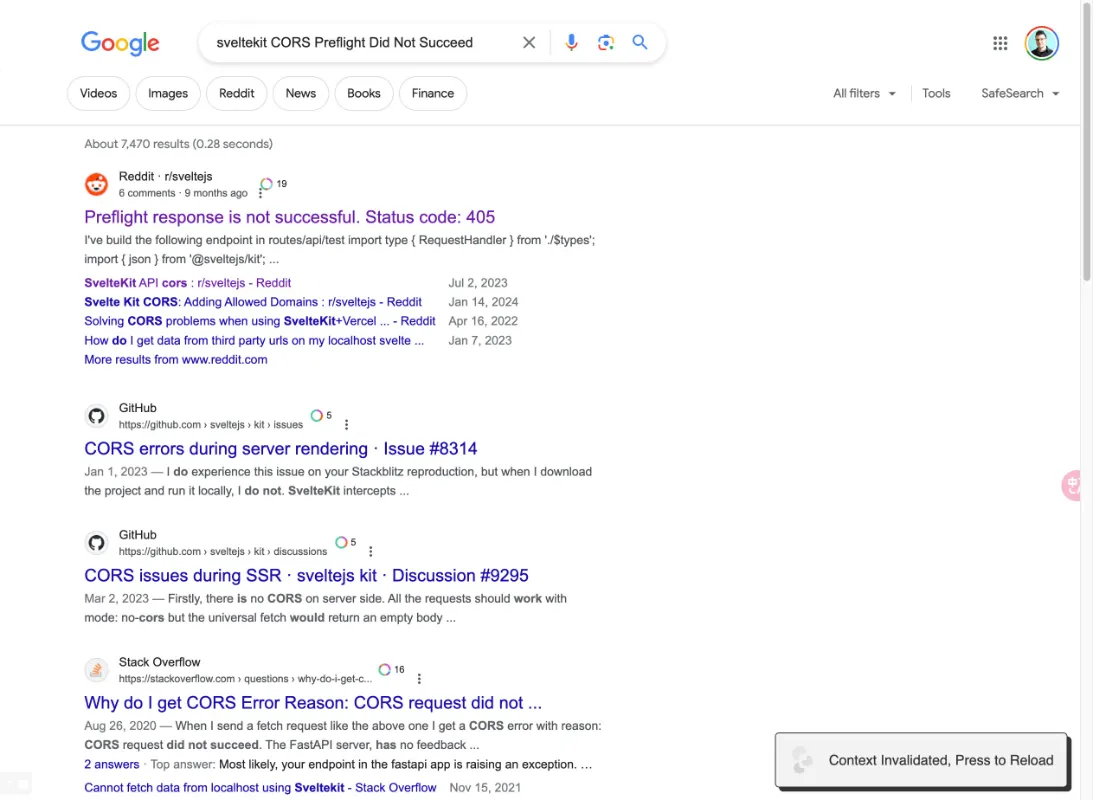 Google
sveltekit CORS Preflight Did Not Succeed
Videos
Images
Reddit
News
Books
Finance
All filters
Tools
SafeSearch
About 7,470 results (0.28 seconds)
Reddit · r/sveltejs
6 comments · 9 months ago
19
Preflight response is not successful. Status code: 405
I've build the following endpoint in routes/api/test import type { RequestHandler } from './$types';
import { json } from '@sveltejs/kit'; ...
SvelteKit API cors : r/sveltejs - Reddit Jul 2, 2023
Svelte Kit CORS: Adding Allowed Domains : r/sveltejs - Reddit Jan 14, 2024
Solving CORS problems when using SvelteKit+Vercel ... - Reddit Apr 16, 2022
How do I get data from third party urls on my localhost svelte ... Jan 7, 2023
More results from www.reddit.com
GitHub
https://github.com › sveltejs › kit › issues
5
CORS errors during server rendering · Issue #8314
Jan 1, 2023 — I do experience this issue on your Stackblitz reproduction, but when I download
the project and run it locally, I do not. SvelteKit intercepts ...
GitHub
https://github.com › sveltejs › kit › discussions
5
CORS issues during SSR · sveltejs kit · Discussion #9295
Mar 2, 2023 — Firstly, there is no CORS on server side. All the requests should work with
mode: no-cors but the universal fetch would return an empty body ...
Stack Overflow
https://stackoverflow.com › questions › why-do-i-get-c...
16
Why do I get CORS Error Reason: CORS request did not ...
Aug 26, 2020 — When I send a fetch request like the above one I get a CORS error with reason:
CORS request did not succeed. The FastAPI server, has no feedback ...
2 answers · Top answer: Most likely, your endpoint in the fastapi app is raising an exception. …
Cannot fetch data from localhost using Sveltekit - Stack Overflow Nov 15, 2021
Context Invalidated, Press to Reload